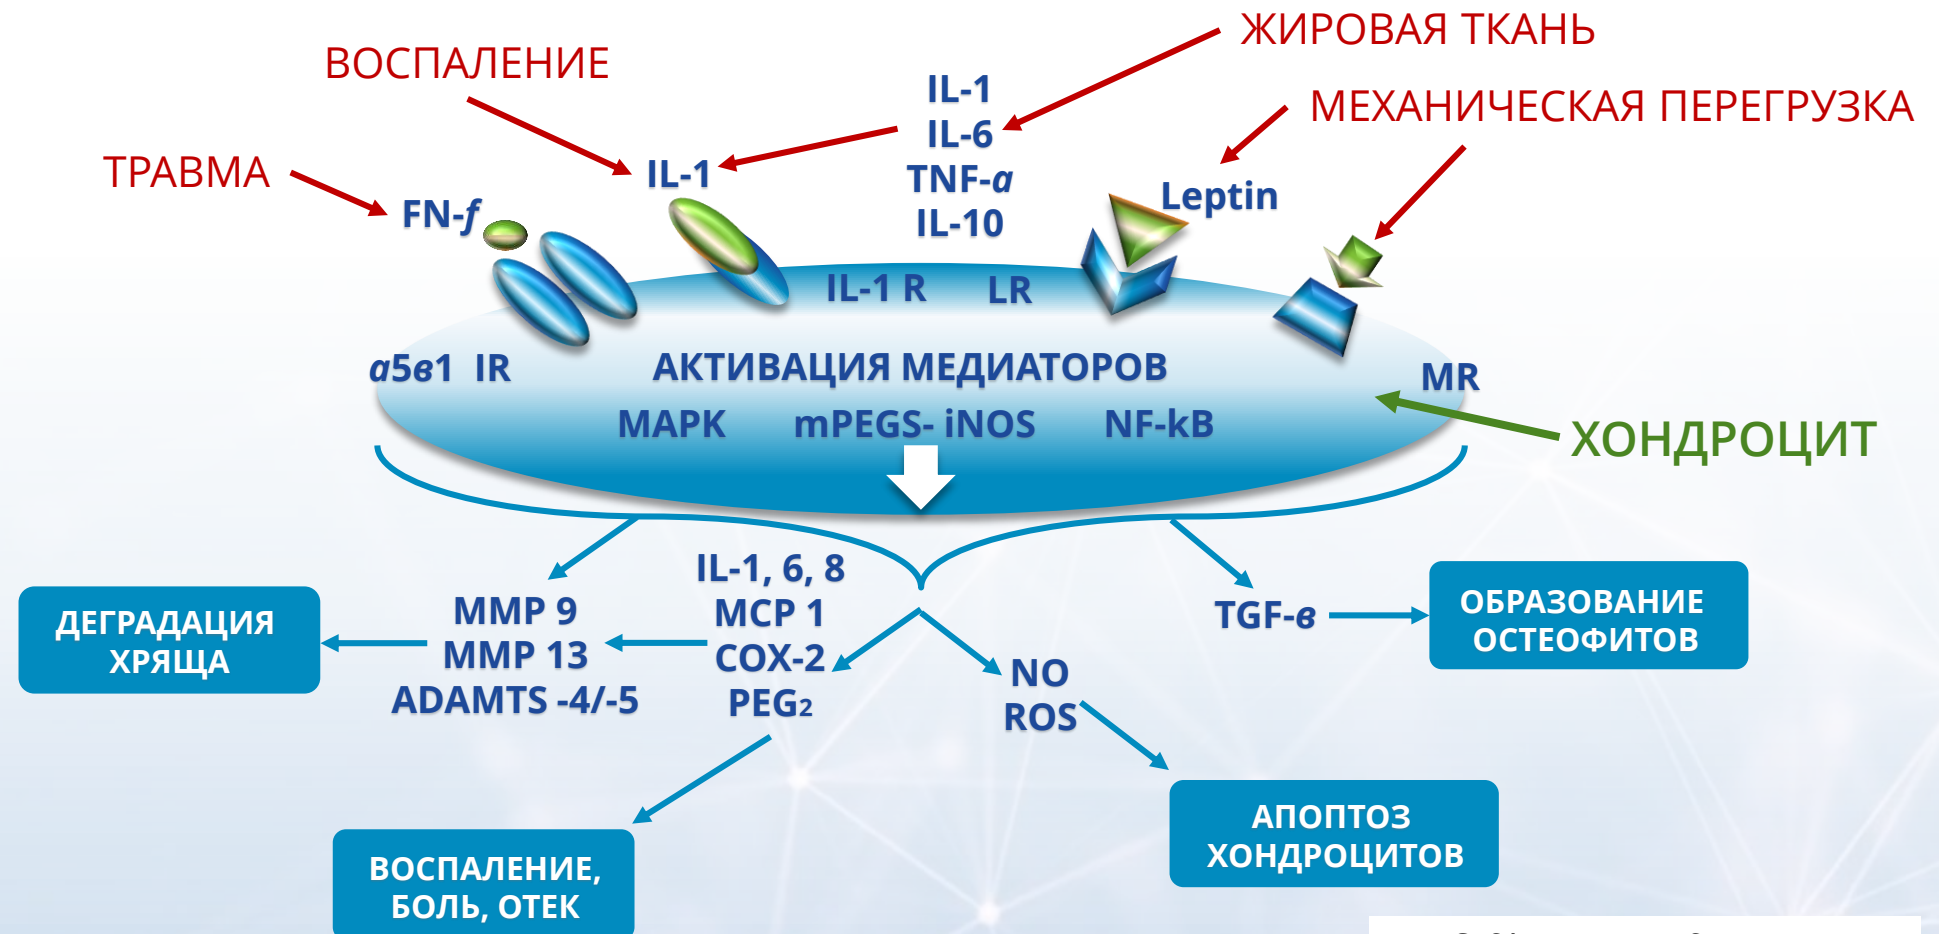 ЖИРОВАЯ ТКАНЬ
ВОСПАЛЕНИЕ
IL-1
МЕХАНИЧЕСКАЯ ПЕРЕГРУЗКА
IL-6
ТРАВМА
IL-1
TNF-a
Leptin
FN-f
IL-10
IL-1 R
LR
a5в1 IR
АКТИВАЦИЯ МЕДИАТОРОВ
MR
MAPK
mPEGS- iNOS
NF-kB
ХОНДРОЦИТ
IL-1, 6, 8
MCP 1
COX-2
PEG2
MMP 9
MMP 13
ADAMTS -4/-5
ДЕГРАДАЦИЯ
ХРЯЩА
TGF-в
ОБРАЗОВАНИЕ
ОСТЕОФИТОВ
NO
ROS
АПОПТОЗ
ХОНДРОЦИТОВ
ВОСПАЛЕНИЕ,
БОЛЬ, ОТЕК